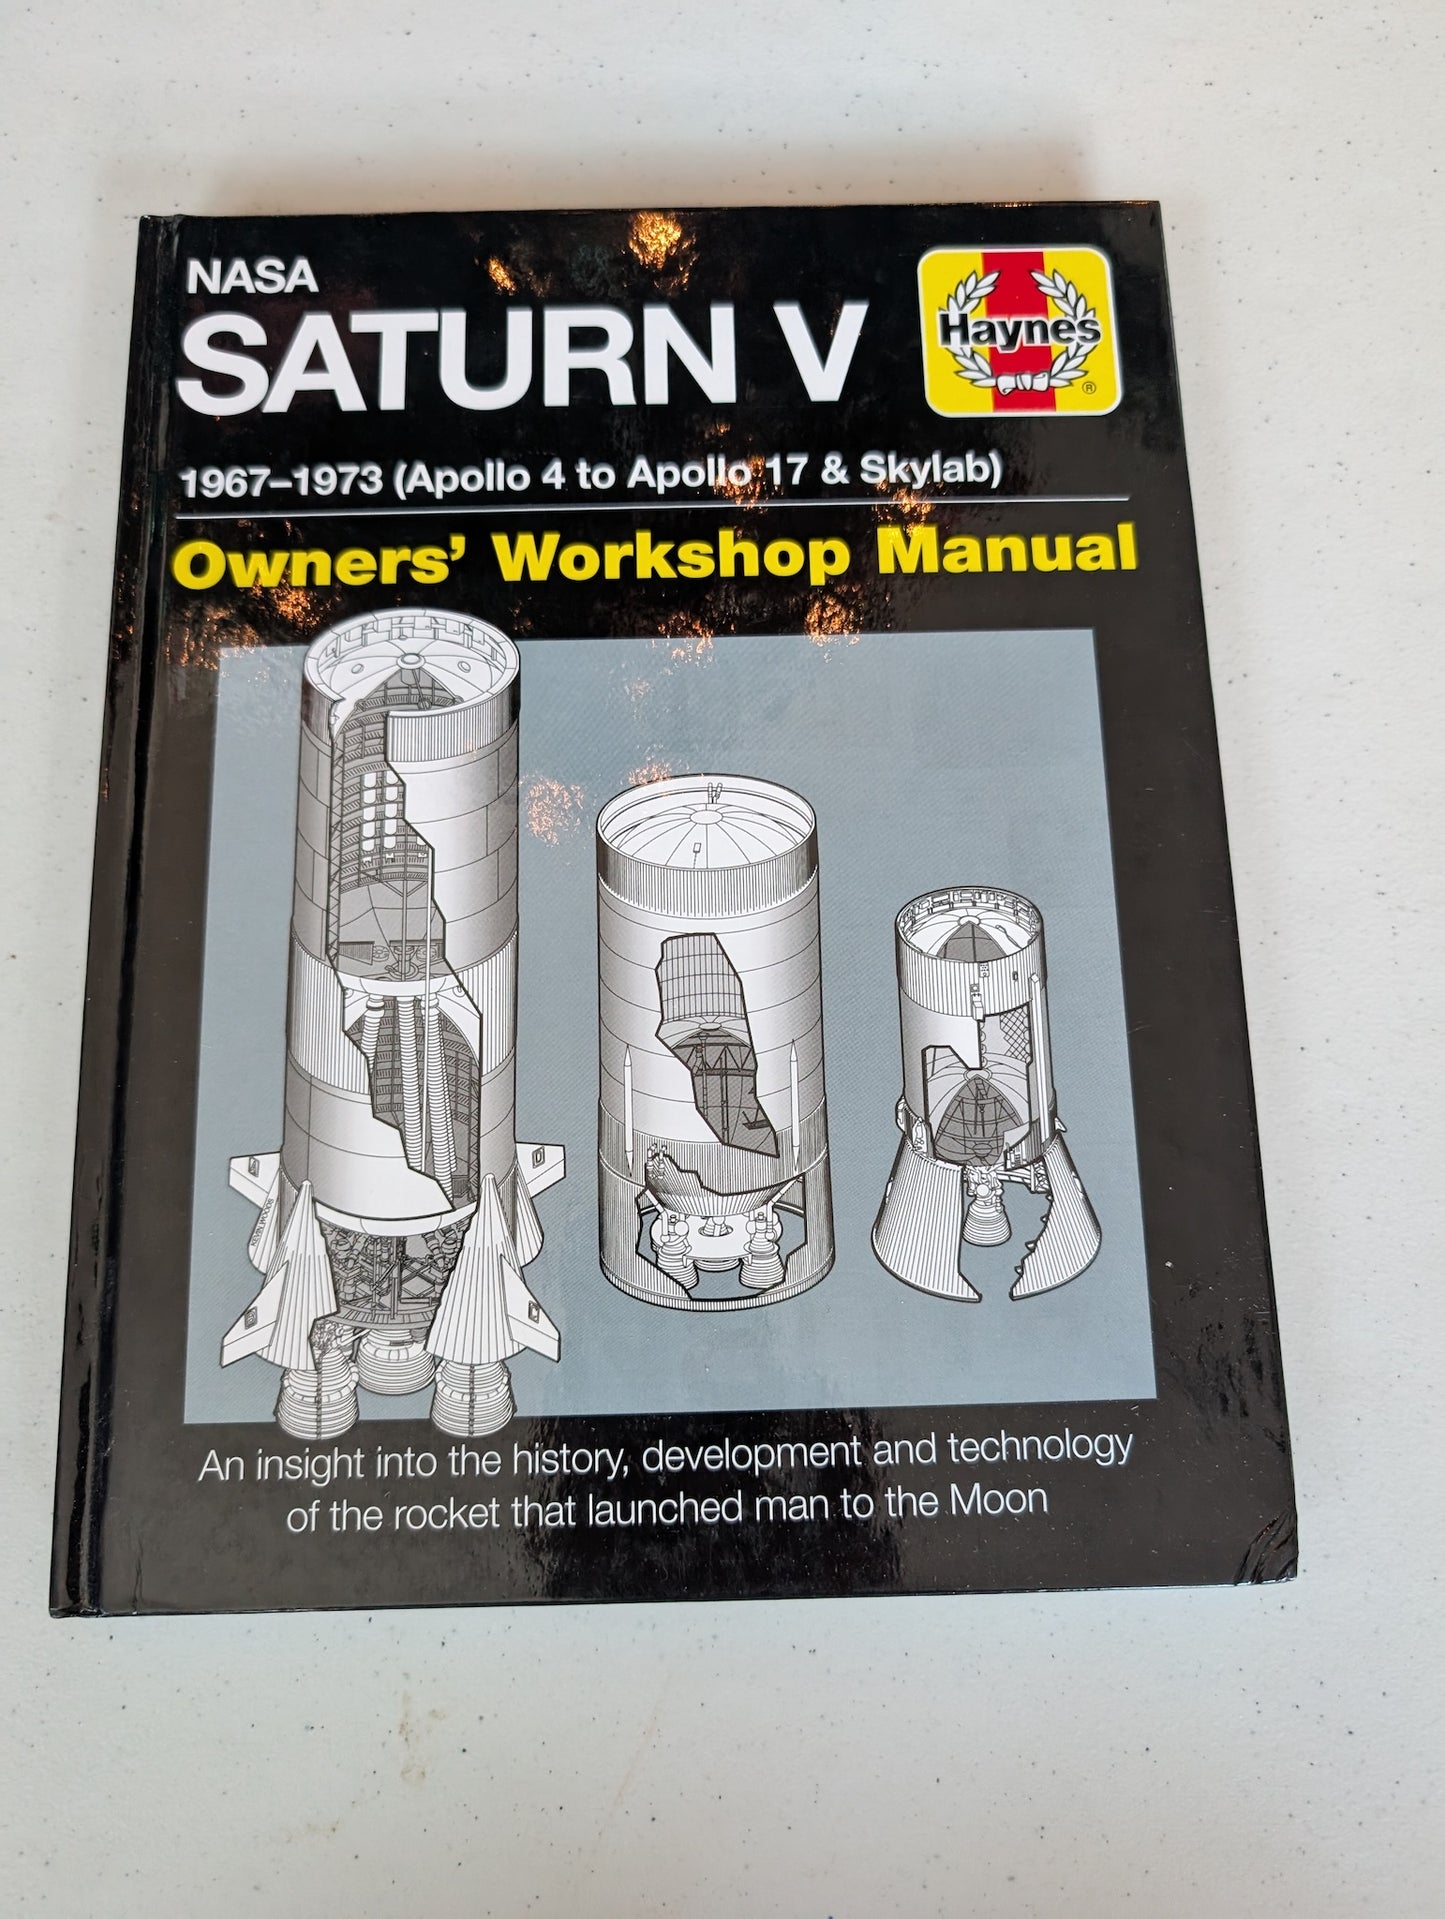 NASA
SATURN V
Haynes
®
1967–1973 (Apollo 4 to Apollo 17 & Skylab)
Owners’ Workshop Manual
An insight into the history, development and technology
of the rocket that launched man to the Moon